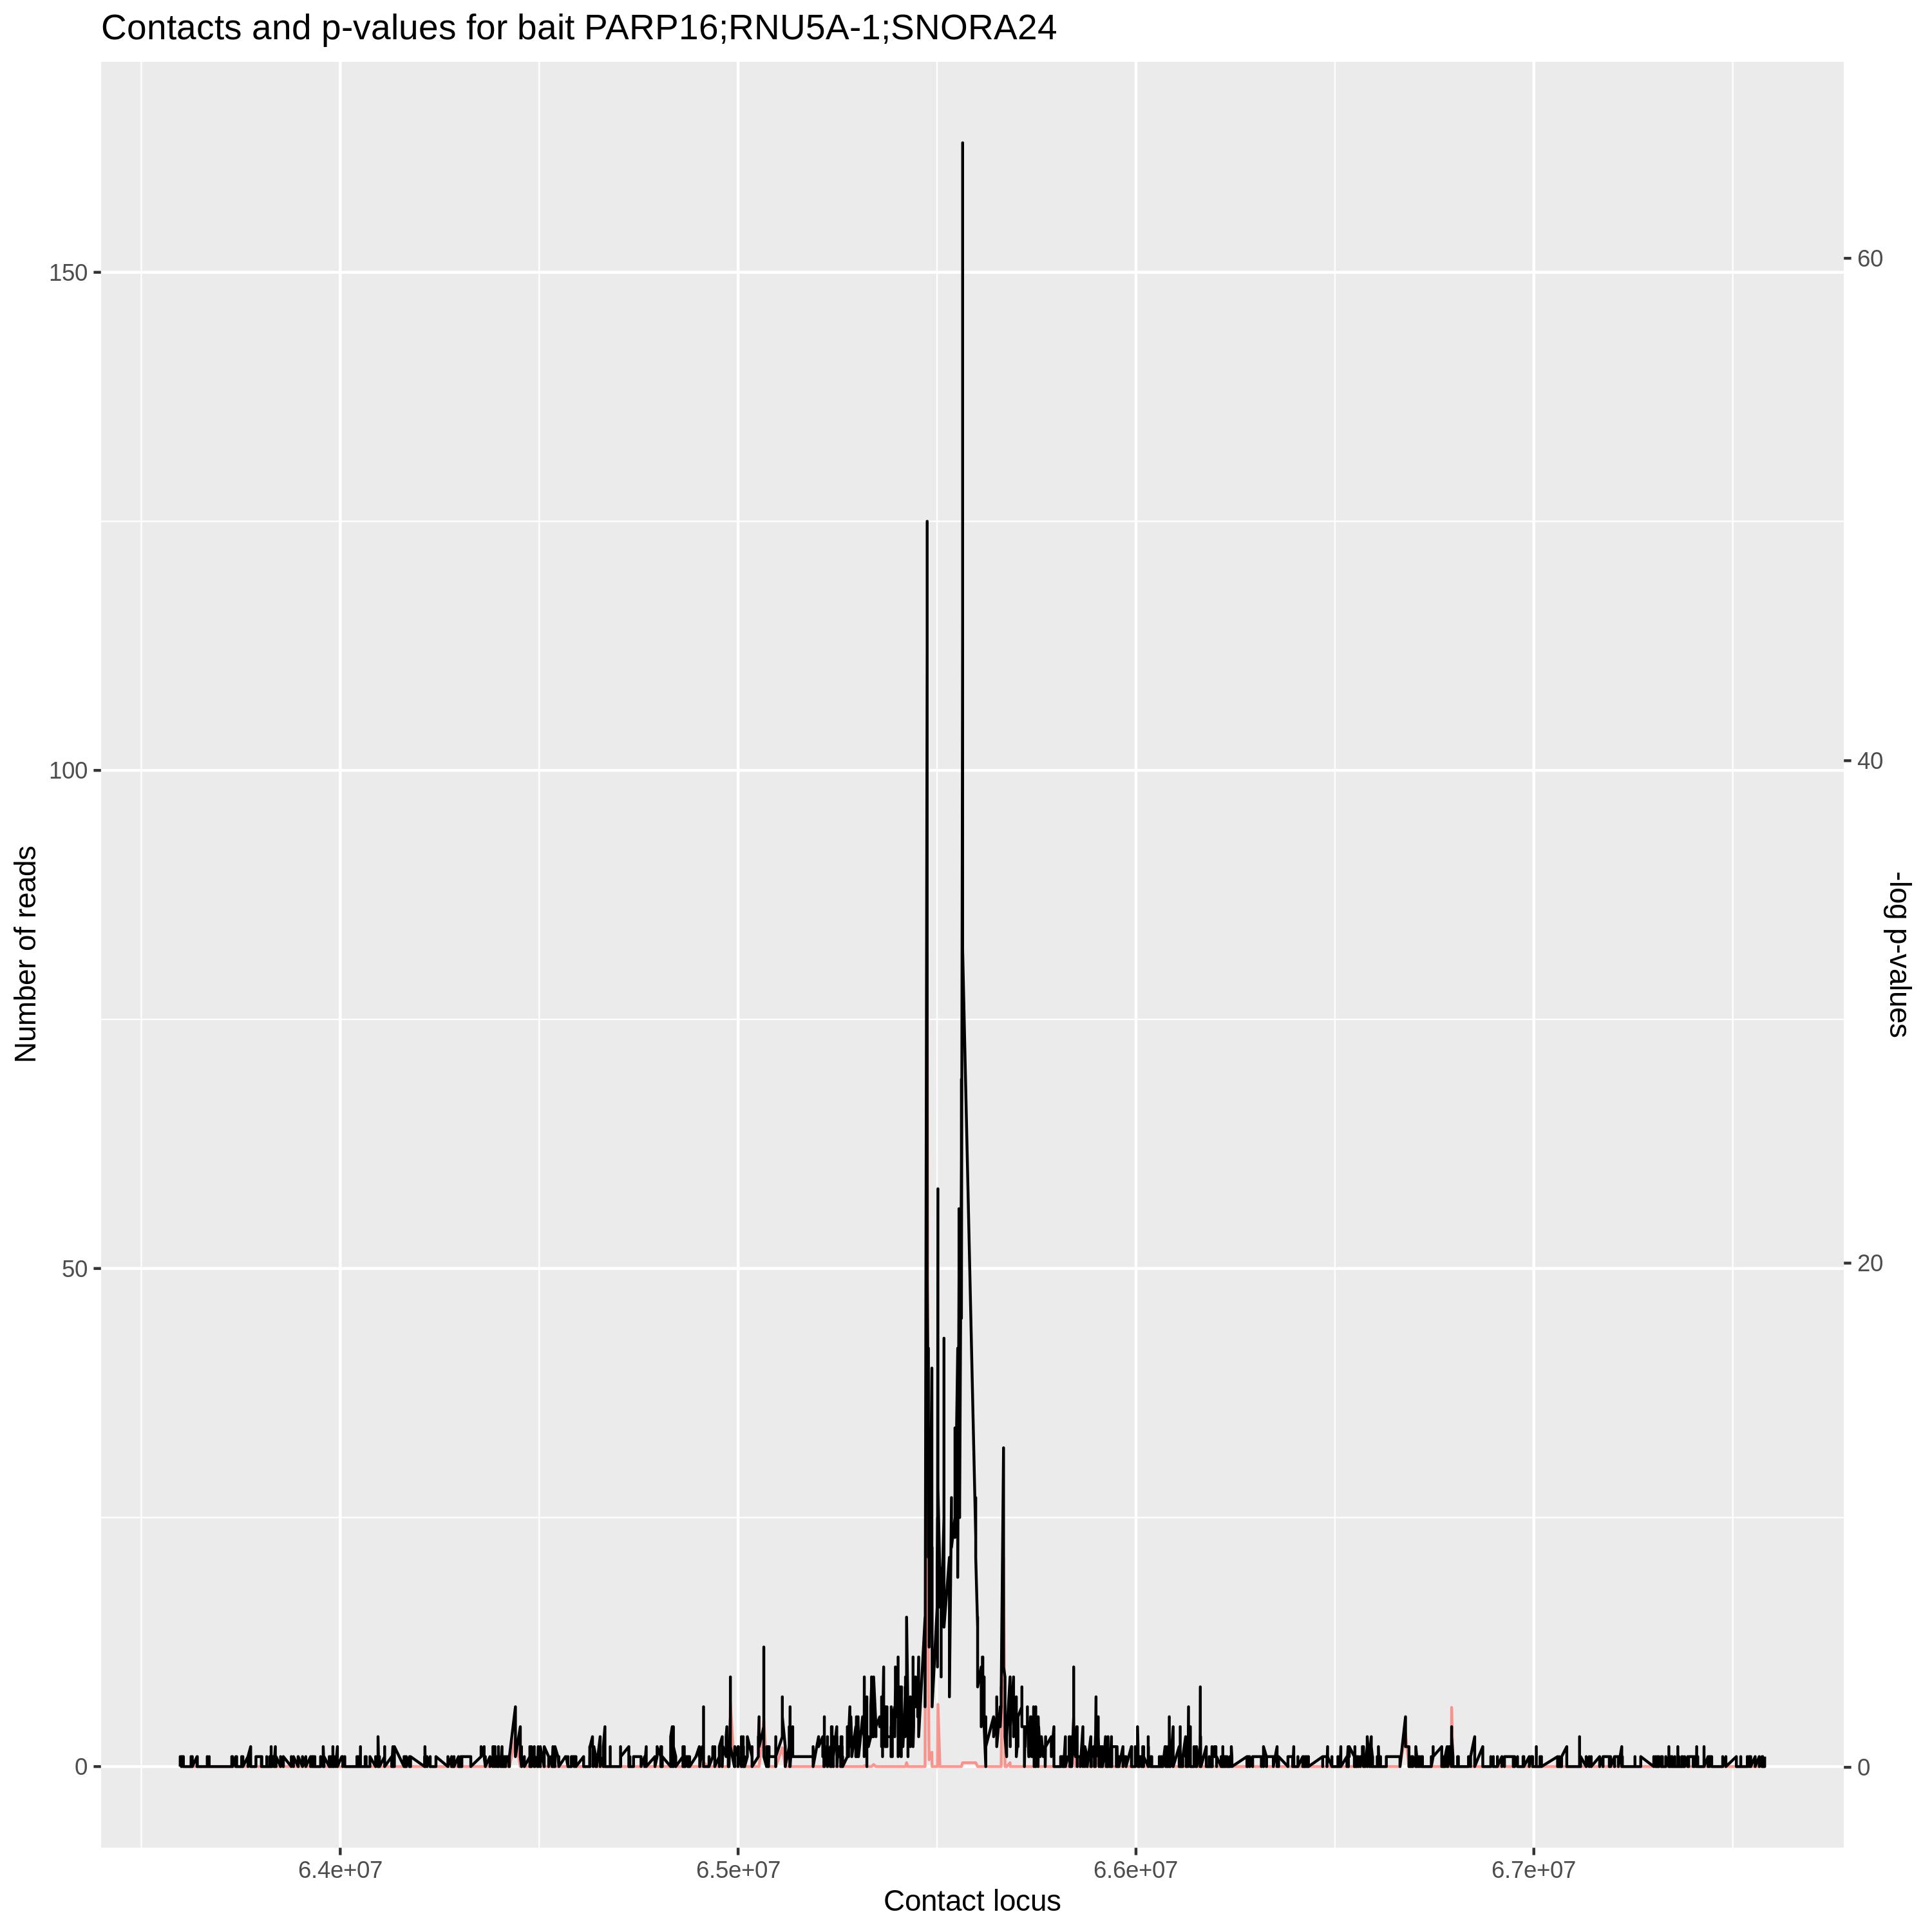 Contacts and p-values for bait PARP16;RNU5A-1;SNORA24
150
100
50
0
60
40
20
0
Number of reads
-log p-values
6.4e+07
6.5e+07
6.6e+07
6.7e+07
Contact locus